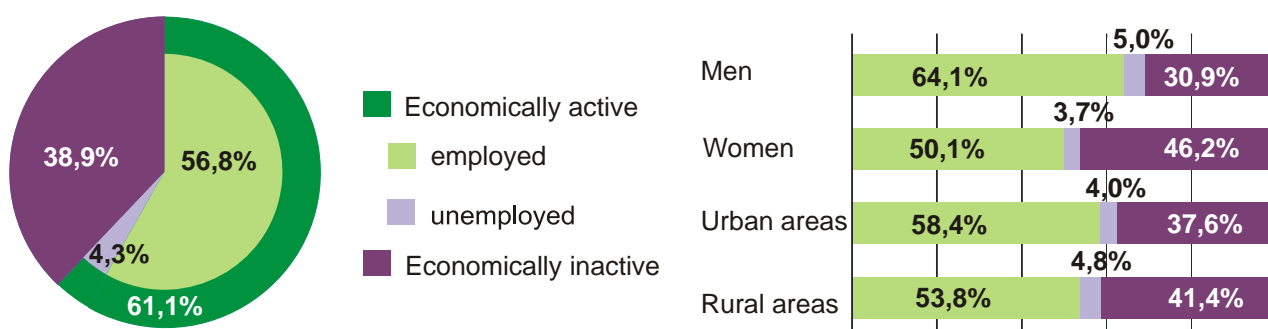 38,9%
56,8%
4,3%
61,1%
Economically active
employed
unemployed
Economically inactive
5,0%
Men
64,1%
30,9%
3,7%
Women
50,1%
46,2%
4,0%
Urban areas
58,4%
37,6%
4,8%
Rural areas
53,8%
41,4%